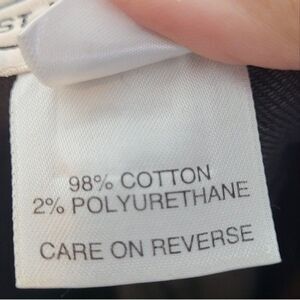 98% COTTON
2% POLYURETHANE
CARE ON REVERSE